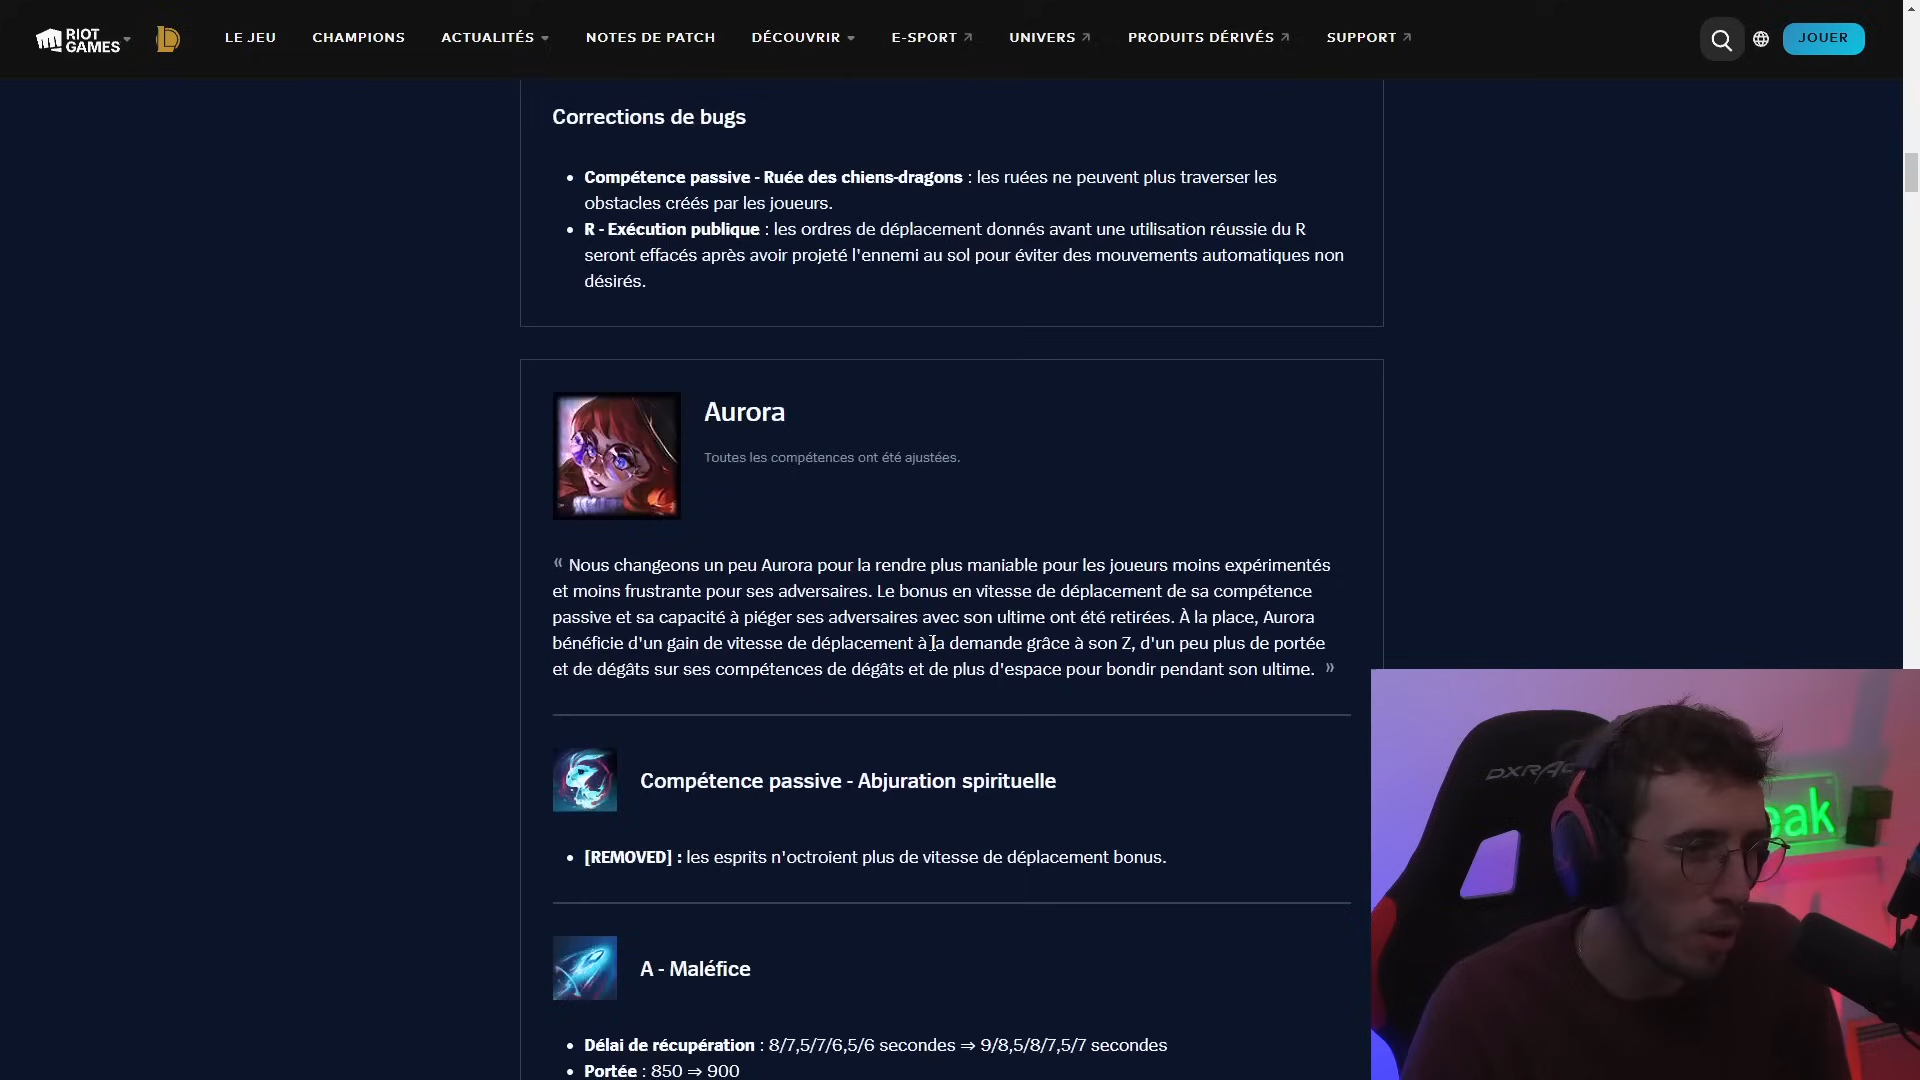 RIOT GAMES LE JEU CHAMPIONS ACTUALITÉS NOTES DE PATCH DÉCOUVRIR E-SPORT UNIVERS PRODUITS DÉRIVÉS SUPPORT JOUER
Corrections de bugs
• Compétence passive - Ruée des chiens-dragons : les ruées ne peuvent plus traverser les
obstacles créés par les joueurs.
• R - Exécution publique : les ordres de déplacement donnés avant une utilisation réussie du R
seront effacés après avoir projeté l'ennemi au sol pour éviter des mouvements automatiques non
désirés.
Aurora
Toutes les compétences ont été ajustées.
« Nous changeons un peu Aurora pour la rendre plus maniable pour les joueurs moins expérimentés
et moins frustrante pour ses adversaires. Le bonus en vitesse de déplacement de sa compétence
passive et sa capacité à piéger ses adversaires avec son ultime ont été retirées. À la place, Aurora
bénéficie d'un gain de vitesse de déplacement à la demande grâce à son Z, d'un peu plus de portée
et de dégâts sur ses compétences de dégâts et de plus d'espace pour bondir pendant son ultime. »
Compétence passive - Abjuration spirituelle
• [REMOVED] : les esprits n'octroient plus de vitesse de déplacement bonus.
A - Maléfice
• Délai de récupération : 8/7,5/7/6,5/6 secondes ⇒ 9/8,5/8/7,5/7 secondes
• Portée : 850 ⇒ 900
DXRAC
eak